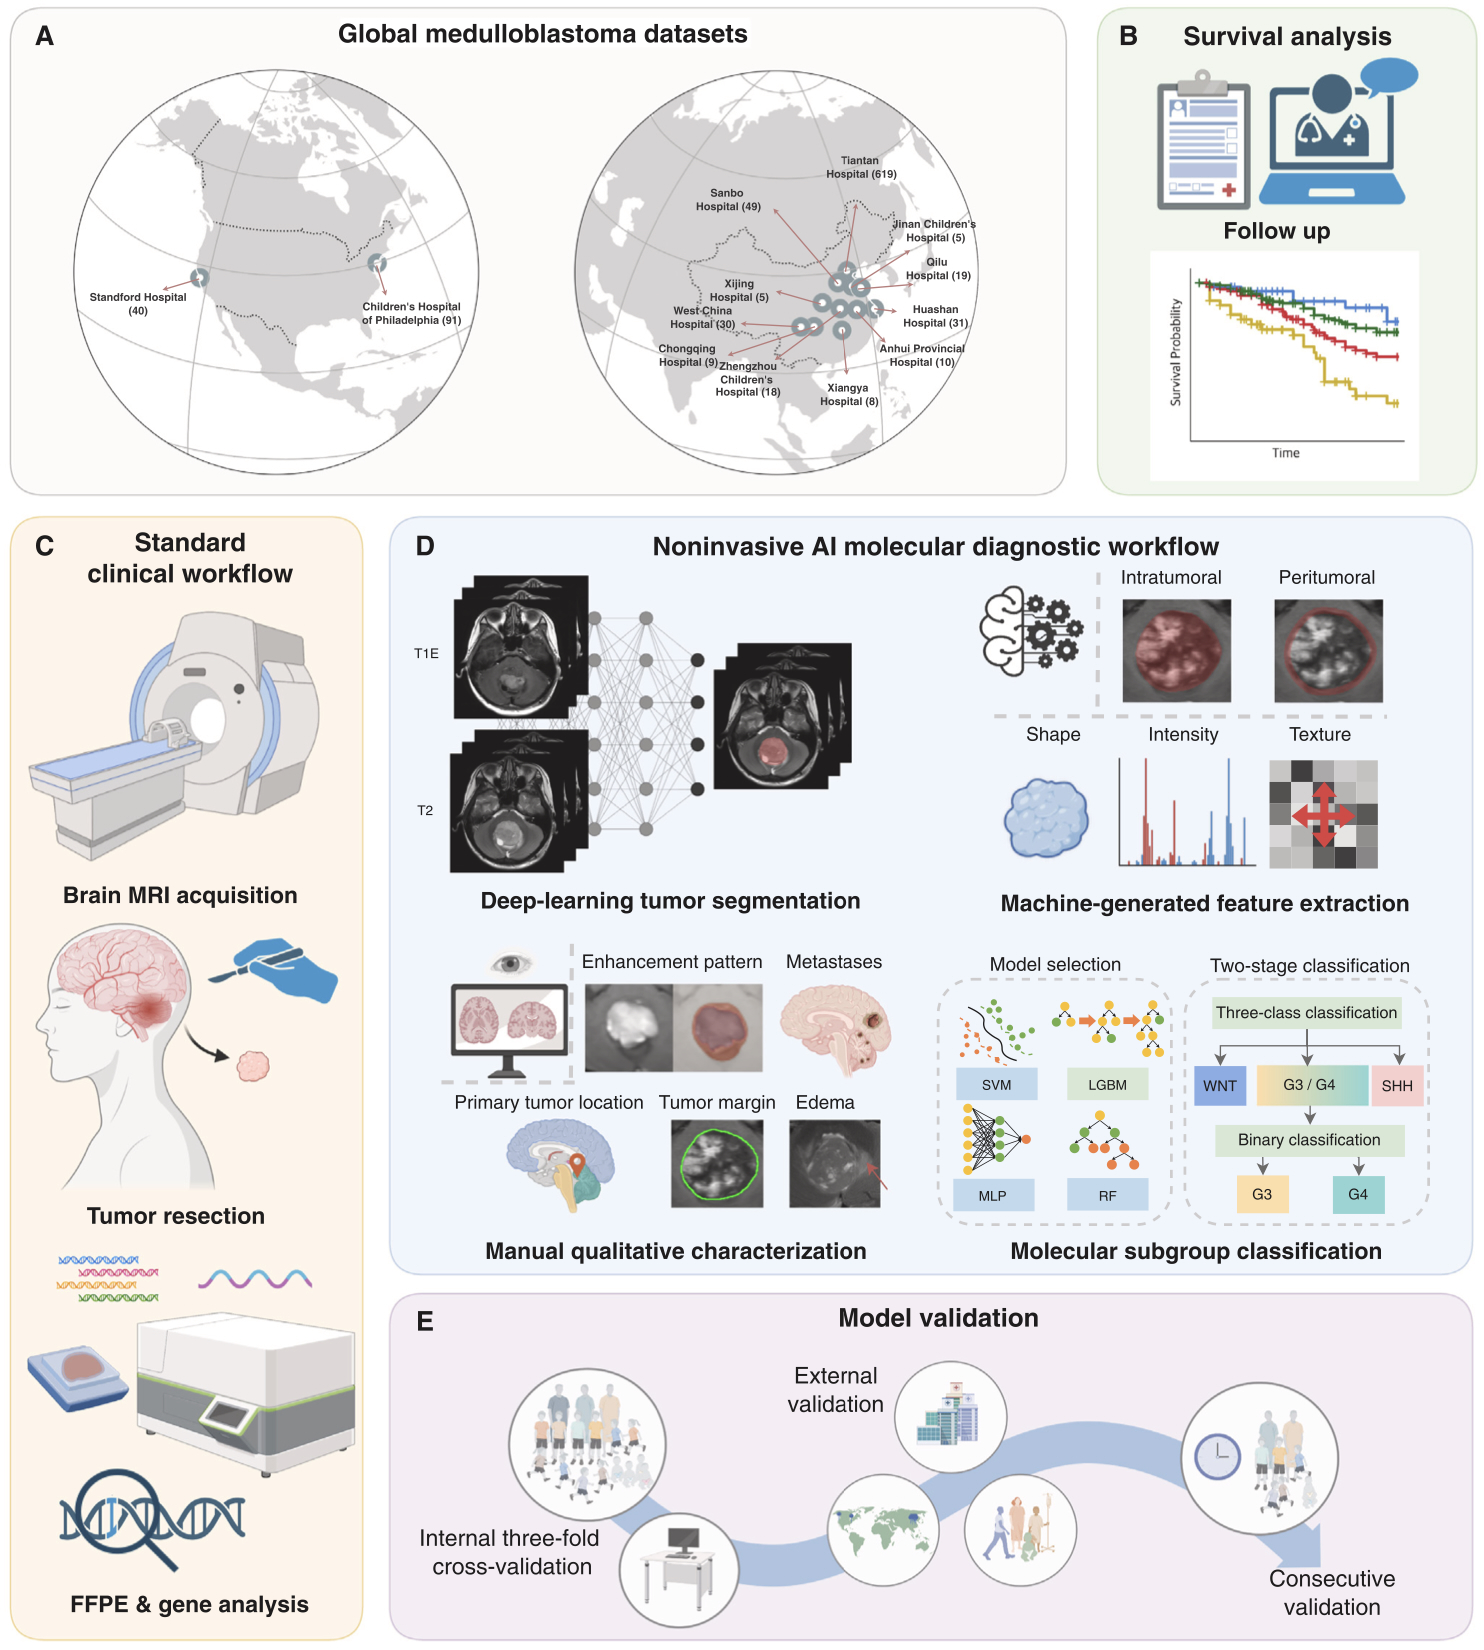 A
Global medulloblastoma datasets
Standford Hospital
(40)
Children's Hospital
of Philadelphia (91)
Tiantan
Hospital (619)
Sanbo
Hospital (49)
Jinan Children's
Hospital (5)
Qilu
Hospital (19)
Xijing
Hospital (5)
West China
Hospital (30)
Huashan
Hospital (31)
Chongqing
Hospital (9)
Zhengzhou
Children's
Hospital (18)
Anhui Provincial
Hospital (10)
Xiangya
Hospital (8)
B
Survival analysis
Follow up
Survival Probability
Time
C
Standard
clinical workflow
Brain MRI acquisition
Tumor resection
FFPE & gene analysis
D
Noninvasive AI molecular diagnostic workflow
T1E
T2
Deep-learning tumor segmentation
Intratumoral
Peritumoral
Shape
Intensity
Texture
Machine-generated feature extraction
Enhancement pattern
Metastases
Primary tumor location
Tumor margin
Edema
Manual qualitative characterization
Model selection
SVM
LGBM
MLP
RF
Two-stage classification
Three-class classification
WNT
G3 / G4
SHH
Binary classification
G3
G4
Molecular subgroup classification
E
Model validation
Internal three-fold
cross-validation
External
validation
Consecutive
validation